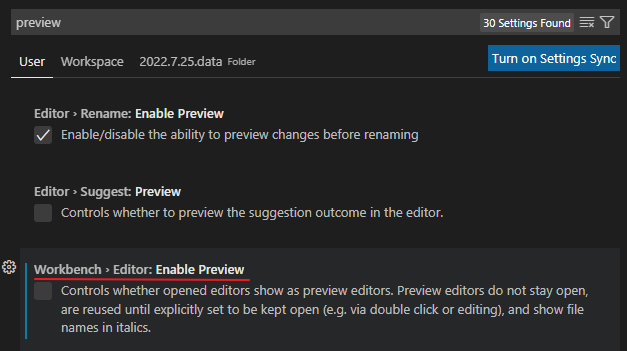 preview
30 Settings Found
User Workspace 2022.7.25.data Folder
Turn on Settings Sync
Editor › Rename: Enable Preview
Enable/disable the ability to preview changes before renaming
Editor › Suggest: Preview
Controls whether to preview the suggestion outcome in the editor.
Workbench › Editor: Enable Preview
Controls whether opened editors show as preview editors. Preview editors do not stay open,
are reused until explicitly set to be kept open (e.g. via double click or editing), and show file
names in italics.